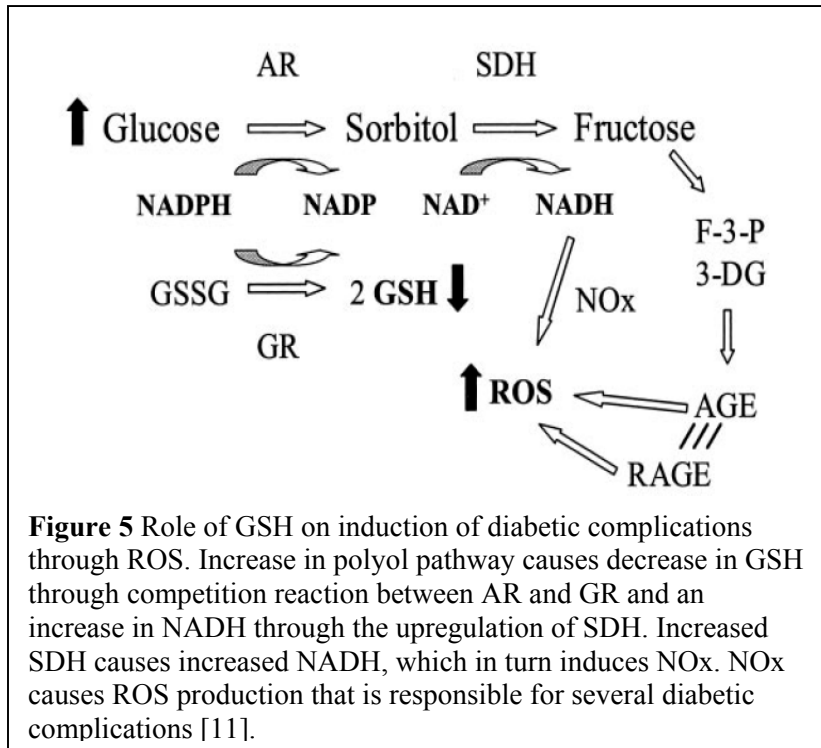 AR SDH
Glucose Sorbitol Fructose
NADPH NADP NAD⁺ NADH
F-3-P
3-DG
GSSG 2 GSH NOx
GR
ROS AGE
RAGE
Figure 5 Role of GSH on induction of diabetic complications
through ROS. Increase in polyol pathway causes decrease in GSH
through competition reaction between AR and GR and an
increase in NADH through the upregulation of SDH. Increased
SDH causes increased NADH, which in turn induces NOx. NOx
causes ROS production that is responsible for several diabetic
complications [11].